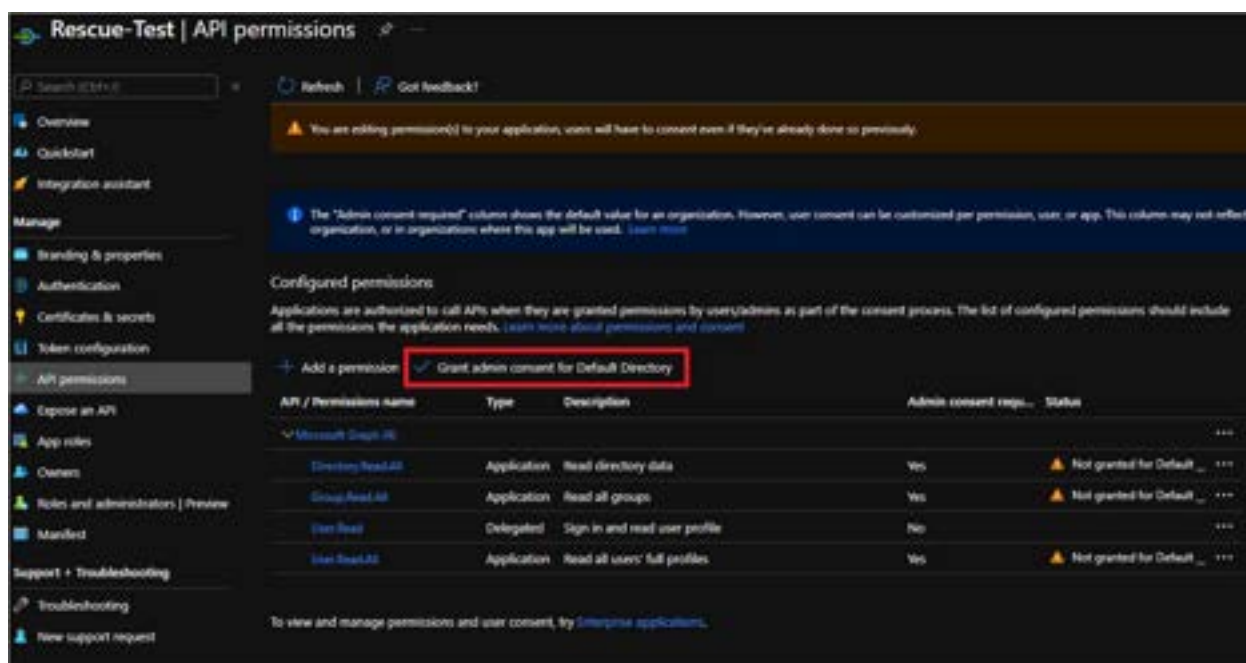 Rescue-Test | API permissions
Search (Ctrl+/)
Refresh | Got feedback?
Overview
Quickstart
Integration assistant
Manage
Branding & properties
Authentication
Certificates & secrets
Token configuration
API permissions
Expose an API
App roles
Owners
Roles and administrators | Preview
Manifest
Support + Troubleshooting
Troubleshooting
New support request
You are editing permission(s) to your application, users will have to consent even if they've already done so previously.
The "Admin consent required" column shows the default value for an organization. However, user consent can be customized per permission, user, or app. This column may not reflect
organization, or in organizations where this app will be used. Learn more
Configured permissions
Applications are authorized to call APIs when they are granted permissions by users/admins as part of the consent process. The list of configured permissions should include
all the permissions the application needs. Learn more about permissions and consent
Add a permission Grant admin consent for Default Directory
API / Permissions name Type Description Admin consent requ... Status
Microsoft Graph (4)
Directory.Read.All Application Read directory data Yes Not granted for Default ...
Group.Read.All Application Read all groups Yes Not granted for Default ...
User.Read Delegated Sign in and read user profile No
User.Read.All Application Read all users' full profiles Yes Not granted for Default ...
To view and manage permissions and user consent, try Enterprise applications.